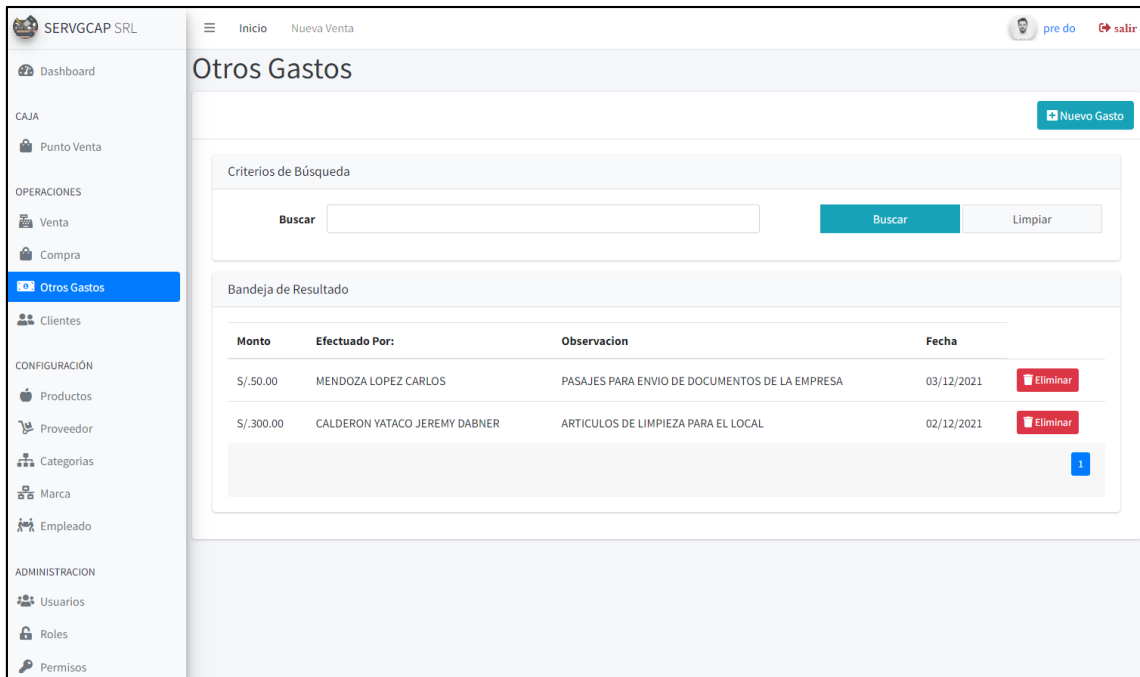 SERVGCAP SRL
Inicio Nueva Venta
pre do salir
Dashboard
CAJA
Punto Venta
OPERACIONES
Venta
Compra
Otros Gastos
Clientes
CONFIGURACIÓN
Productos
Proveedor
Categorias
Marca
Empleado
ADMINISTRACION
Usuarios
Roles
Permisos
Otros Gastos
Nuevo Gasto
Criterios de Búsqueda
Buscar Buscar Limpiar
Bandeja de Resultado
Monto Efectuado Por: Observacion Fecha
S/.50.00 MENDOZA LOPEZ CARLOS PASAJES PARA ENVIO DE DOCUMENTOS DE LA EMPRESA 03/12/2021 Eliminar
S/.300.00 CALDERON YATACO JEREMY DABNER ARTICULOS DE LIMPIEZA PARA EL LOCAL 02/12/2021 Eliminar
1